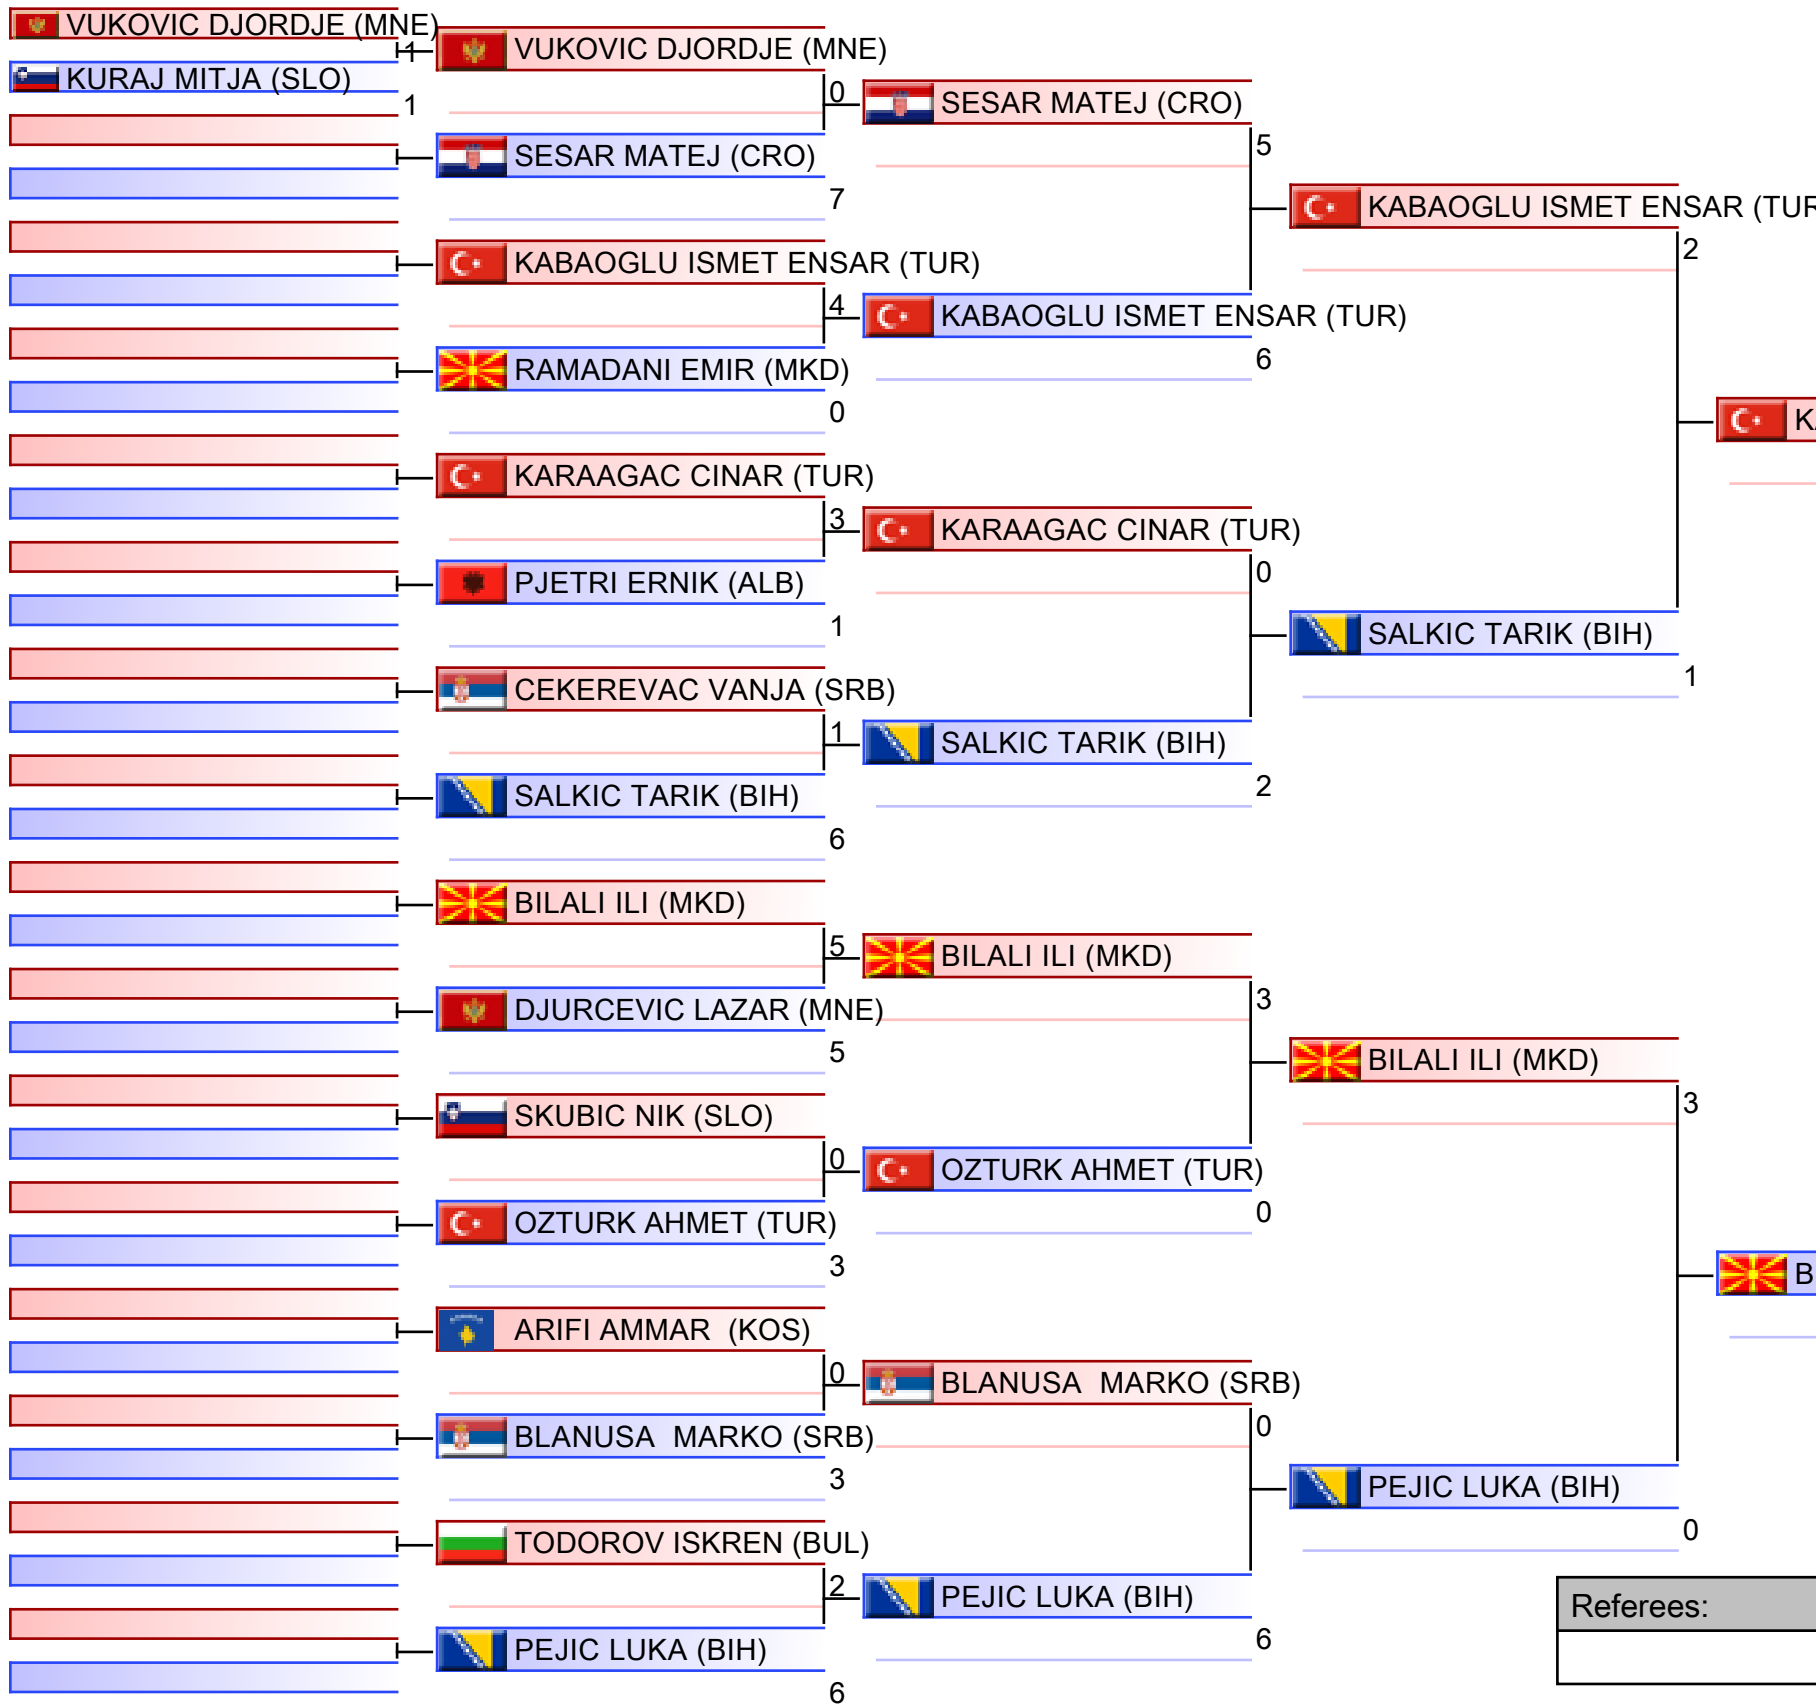 VUKOVIC DJORDJE (MNE)
1
KURAJ MITJA (SLO)
1
VUKOVIC DJORDJE (MNE)
0
SESAR MATEJ (CRO)
7
KABAOGLU ISMET ENSAR (TUR)
4
RAMADANI EMIR (MKD)
0
KARAAGAC CINAR (TUR)
3
PJETRI ERNIK (ALB)
1
CEKEREVAC VANJA (SRB)
1
SALKIC TARIK (BIH)
6
BILALI ILI (MKD)
5
DJURCEVIC LAZAR (MNE)
5
SKUBIC NIK (SLO)
0
OZTURK AHMET (TUR)
3
ARIFI AMMAR (KOS)
0
BLANUSA MARKO (SRB)
3
TODOROV ISKREN (BUL)
2
PEJIC LUKA (BIH)
6
SESAR MATEJ (CRO)
5
KABAOGLU ISMET ENSAR (TUR)
6
KARAAGAC CINAR (TUR)
0
SALKIC TARIK (BIH)
2
BILALI ILI (MKD)
3
OZTURK AHMET (TUR)
0
BLANUSA MARKO (SRB)
0
PEJIC LUKA (BIH)
6
KABAOGLU ISMET ENSAR (TUR
2
SALKIC TARIK (BIH)
1
BILALI ILI (MKD)
3
PEJIC LUKA (BIH)
0
K
B
Referees: